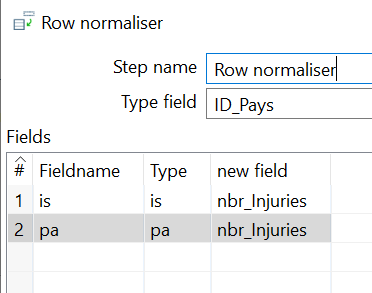 Row normaliser
Step name Row normaliser
Type field ID_Pays
Fields
# Fieldname Type new field
1 is is nbr_Injuries
2 pa pa nbr_Injuries